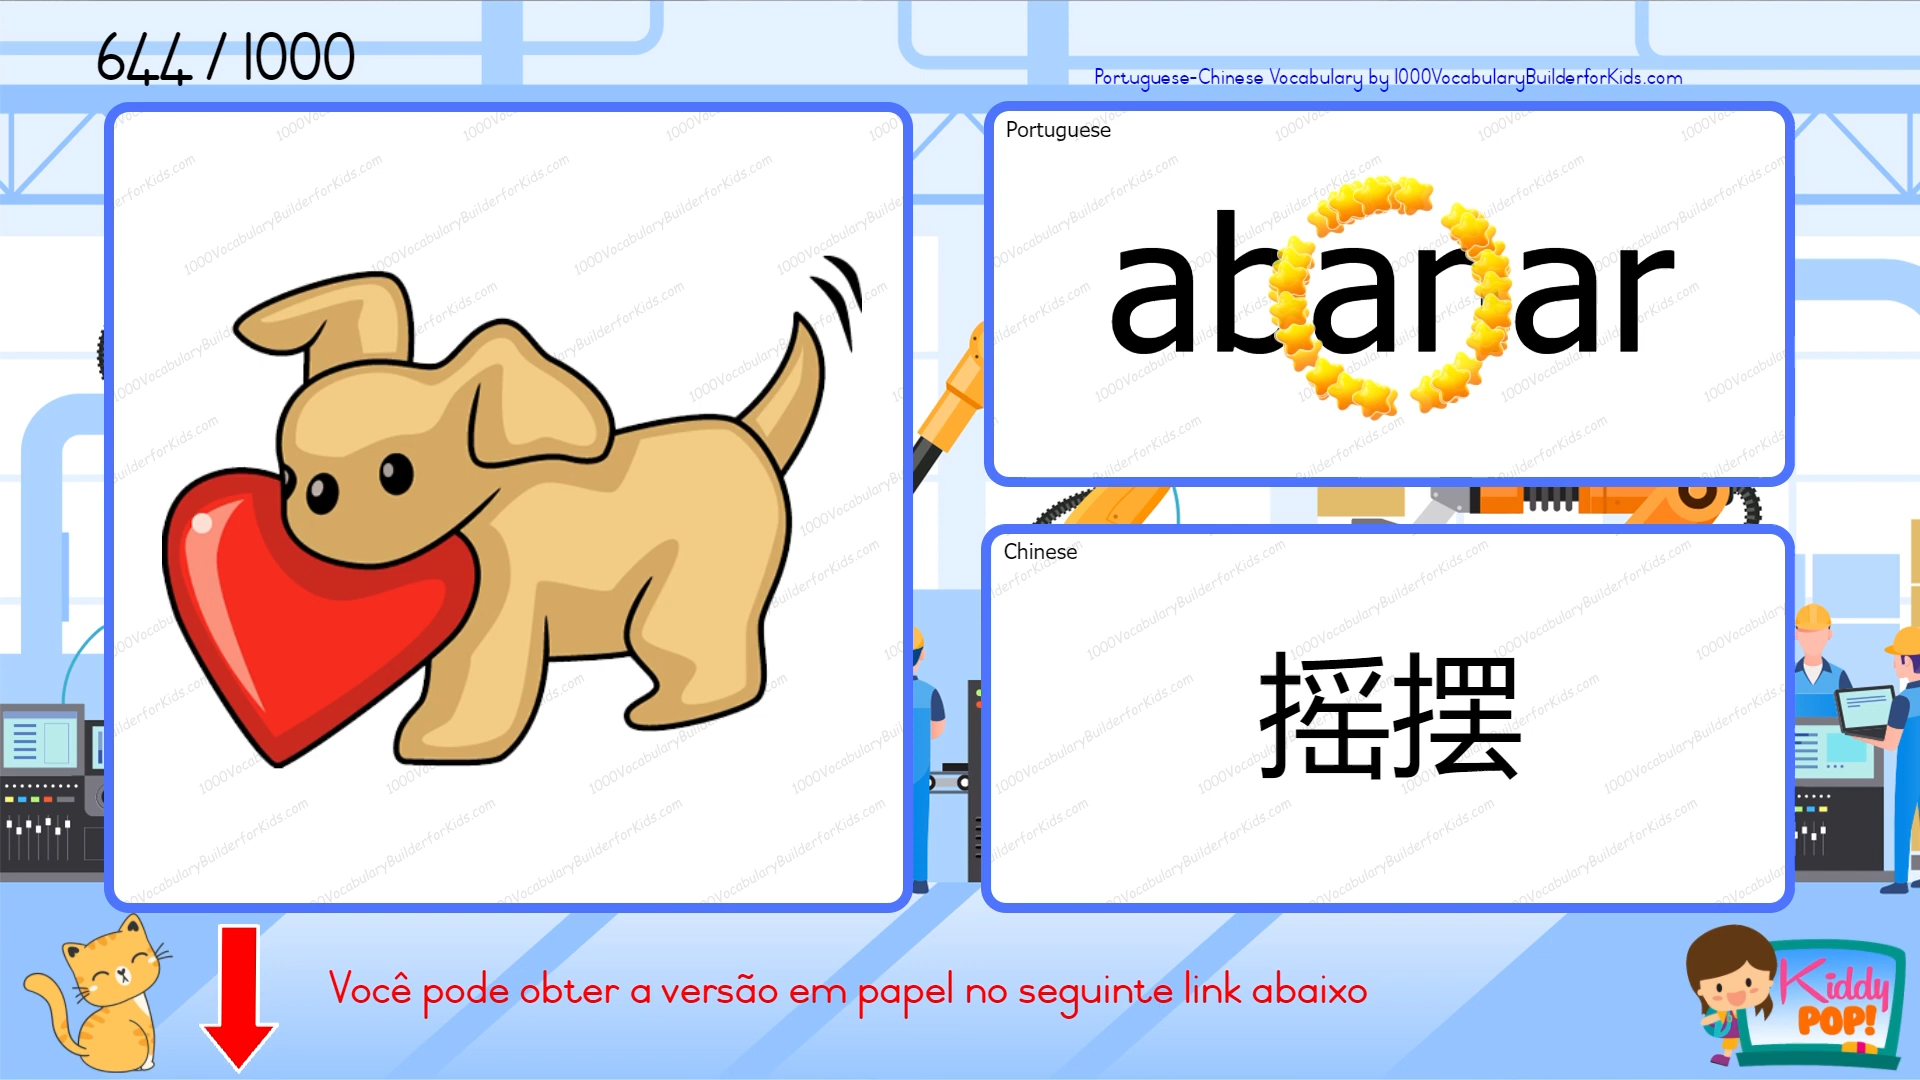 644 / 1000
Portuguese-Chinese Vocabulary by 1000VocabularyBuilderforKids.com
Portuguese
abanar
Chinese
摇摆
Você pode obter a versão em papel no seguinte link abaixo
Kiddy
POP!